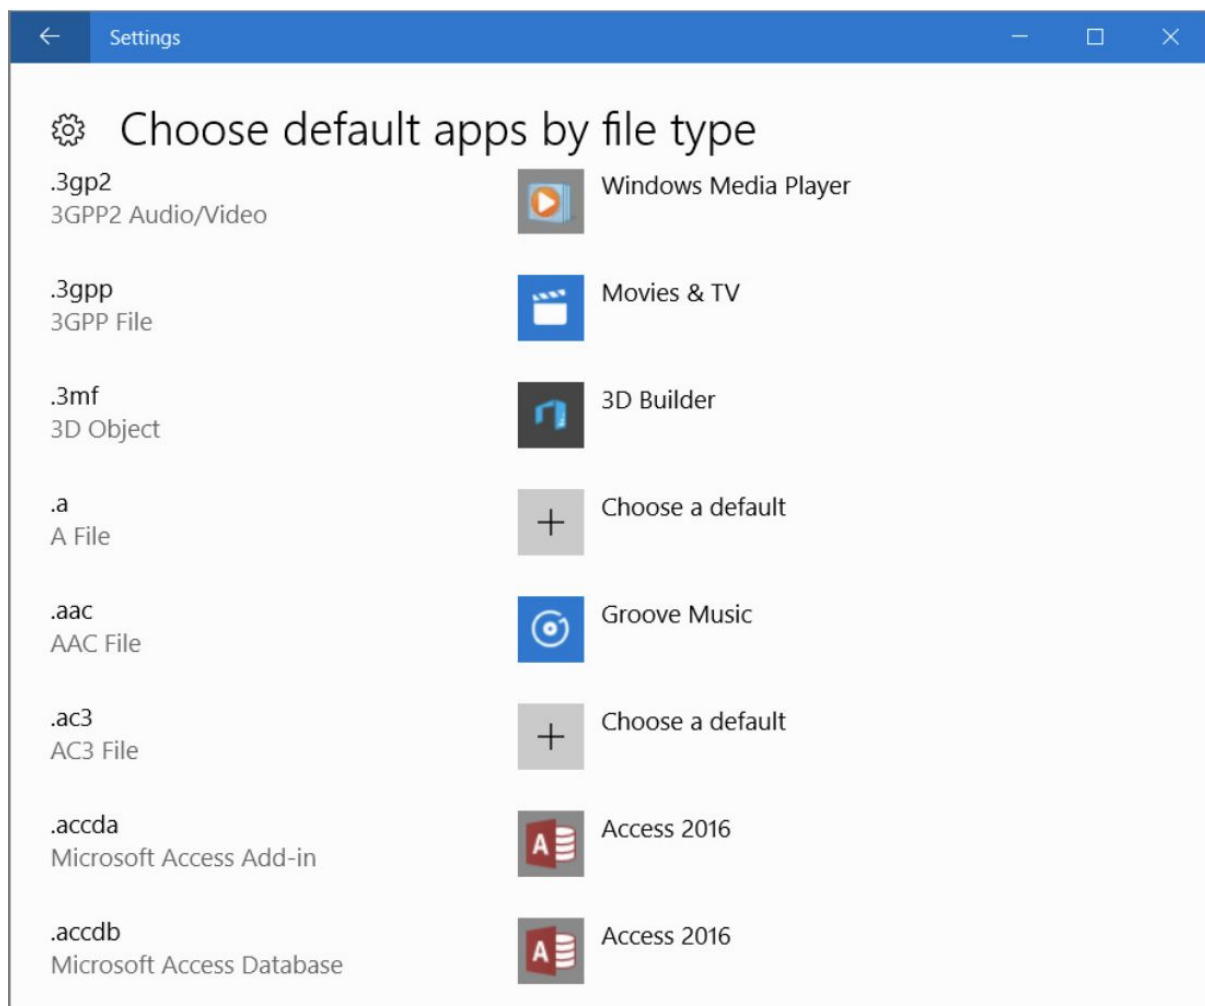 Settings
Choose default apps by file type
.3gp2
3GPP2 Audio/Video
Windows Media Player
.3gpp
3GPP File
Movies & TV
.3mf
3D Object
3D Builder
.a
A File
Choose a default
.aac
AAC File
Groove Music
.ac3
AC3 File
Choose a default
.accda
Microsoft Access Add-in
A
Access 2016
.accdb
Microsoft Access Database
A
Access 2016